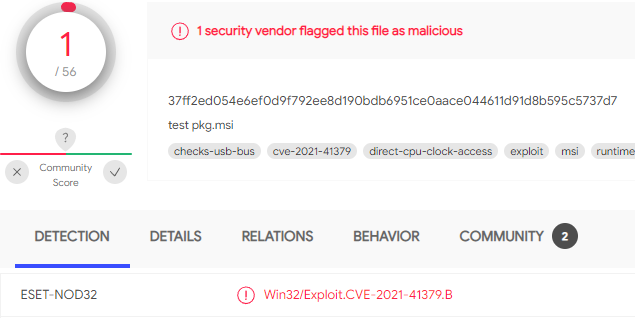 1
/ 56
?
Community
Score
1 security vendor flagged this file as malicious
37ff2ed054e6ef0d9f792ee8d190bdb6951ce0aace044611d91d8b595c5737d7
test pkg.msi
checks-usb-bus cve-2021-41379 direct-cpu-clock-access exploit msi runtime
DETECTION DETAILS RELATIONS BEHAVIOR COMMUNITY 2
ESET-NOD32 Win32/Exploit.CVE-2021-41379.B